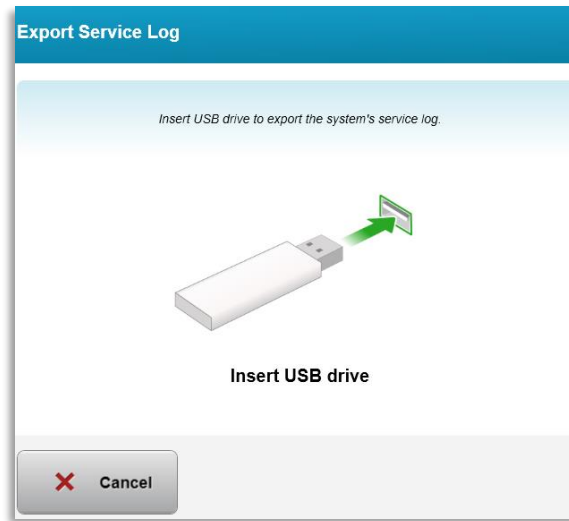 Export Service Log
Insert USB drive to export the system's service log.
Insert USB drive
Cancel